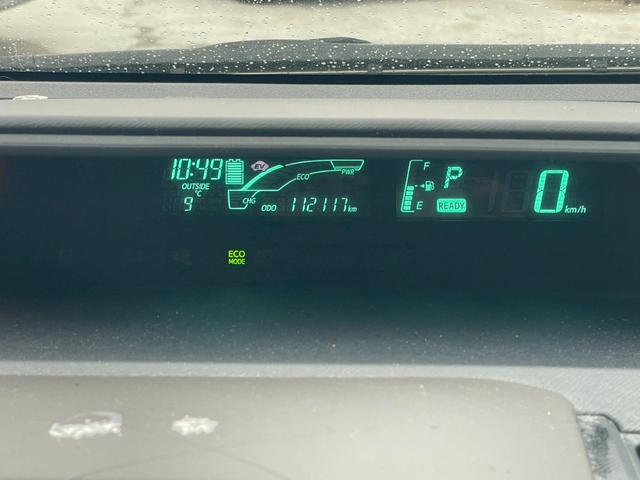 10:49 EV ECO PWR F P 0 km/h
OUTSIDE
9 °C CHG ODO 112117 km E READY
ECO
MODE